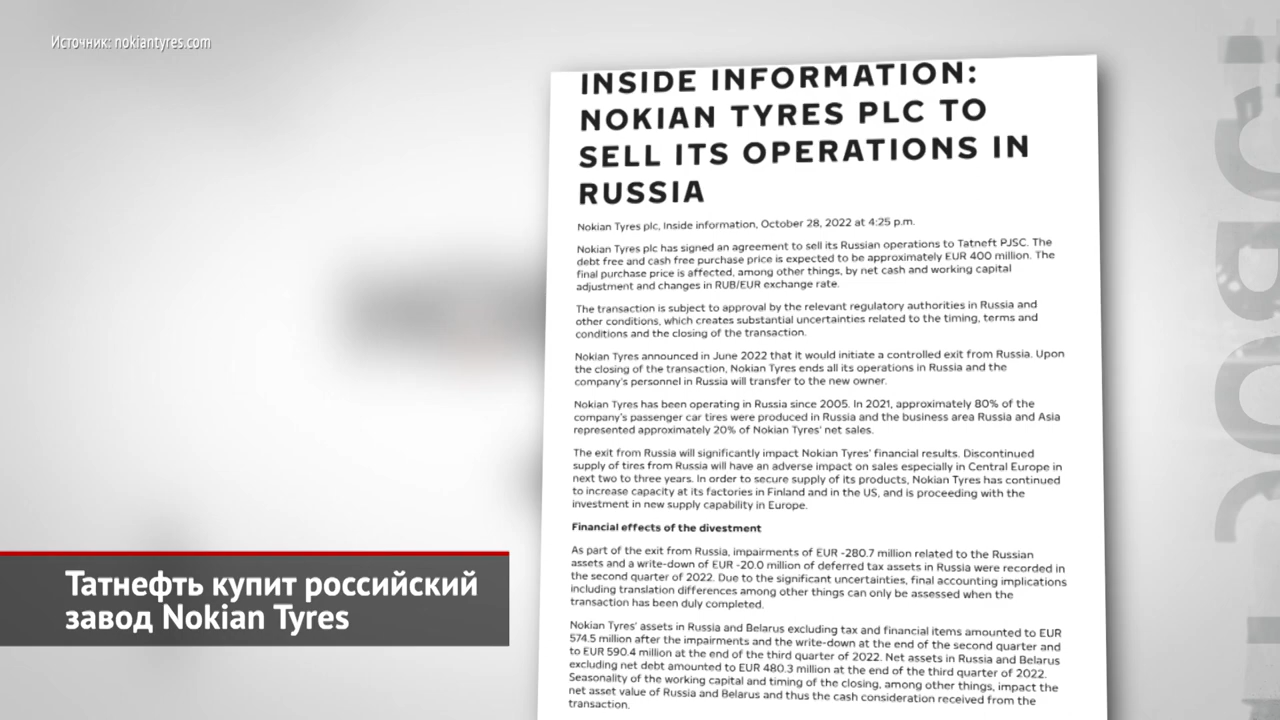 Источник: nokiantyres.com
INSIDE INFORMATION:
NOKIAN TYRES PLC TO
SELL ITS OPERATIONS IN
RUSSIA
Nokian Tyres plc, Inside information, October 28, 2022 at 4:25 p.m.
Nokian Tyres plc has signed an agreement to sell its Russian operations to Tatneft PJSC. The
debt free and cash free purchase price is expected to be approximately EUR 400 million. The
final purchase price is affected, among other things, by net cash and working capital
adjustment and changes in RUB/EUR exchange rate.
The transaction is subject to approval by the relevant regulatory authorities in Russia and
other conditions, which creates substantial uncertainties related to the timing, terms and
conditions and the closing of the transaction.
Nokian Tyres announced in June 2022 that it would initiate a controlled exit from Russia. Upon
the closing of the transaction, Nokian Tyres ends all its operations in Russia and the
company's personnel in Russia will transfer to the new owner.
Nokian Tyres has been operating in Russia since 2005. In 2021, approximately 80% of the
company's passenger car tires were produced in Russia and the business area Russia and Asia
represented approximately 20% of Nokian Tyres' net sales.
The exit from Russia will significantly impact Nokian Tyres' financial results. Discontinued
supply of tires from Russia will have an adverse impact on sales especially in Central Europe in
next two to three years. In order to secure supply of its products, Nokian Tyres has continued
to increase capacity at its factories in Finland and in the US, and is proceeding with the
investment in new supply capability in Europe.
Financial effects of the divestment
As part of the exit from Russia, impairments of EUR -280.7 million related to the Russian
assets and a write-down of EUR -20.0 million of deferred tax assets in Russia were recorded in
the second quarter of 2022. Due to the significant uncertainties, final accounting implications
including translation differences among other things can only be assessed when the
transaction has been duly completed.
Nokian Tyres' assets in Russia and Belarus excluding tax and financial items amounted to EUR
574.5 million after the impairments and the write-down at the end of the second quarter and
to EUR 590.4 million at the end of the third quarter of 2022. Net assets in Russia and Belarus
excluding net debt amounted to EUR 480.3 million at the end of the third quarter of 2022.
Seasonality of the working capital and timing of the closing, among other things, impact the
net asset value of Russia and Belarus and thus the cash consideration received from the
transaction.
Татнефть купит российский
завод Nokian Tyres